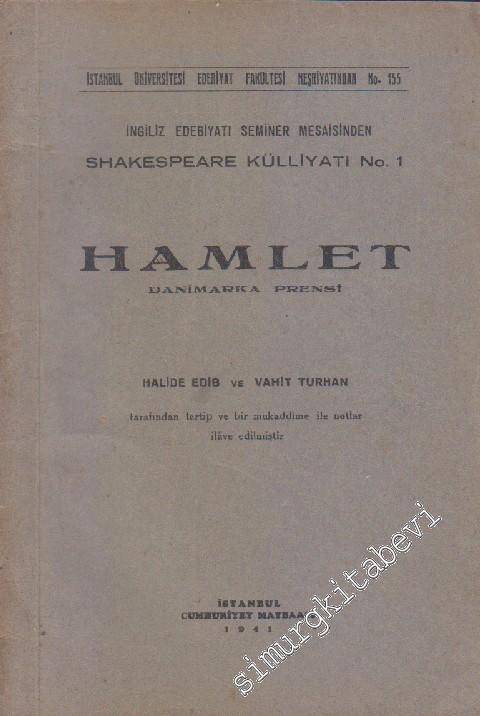 İSTANBUL ÜNİVERSİTESİ EDEBİYAT FAKÜLTESİ NEŞRİYATINDAN No. 155
İNGİLİZ EDEBİYATI SEMİNER MESAİSİNDEN
SHAKESPEARE KÜLLİYATI No. 1
HAMLET
DANİMARKA PRENSİ
HALİDE EDİB ve VAHİT TURHAN
tarafından tertip ve bir mukaddime ile notlar
ilâve edilmiştir
İSTANBUL
CUMHURİYET MATBAASI
1941
simurgkitabevi